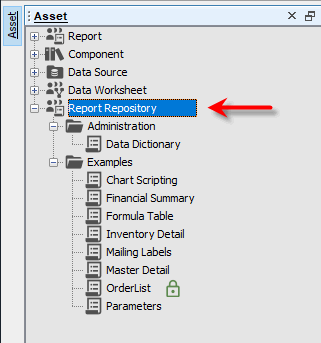 Asset
Asset
Report
Component
Data Source
Data Worksheet
Report Repository
Administration
Data Dictionary
Examples
Chart Scripting
Financial Summary
Formula Table
Inventory Detail
Mailing Labels
Master Detail
OrderList
Parameters